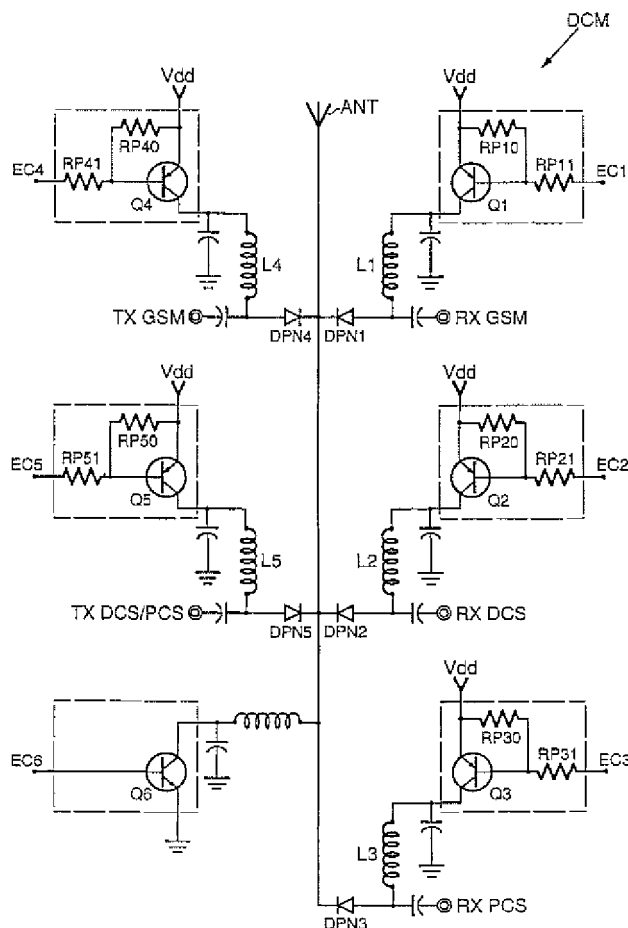 DCM
Vdd
ANT
Vdd
RP40
RP10
EC4
RP41
RP11
EC1
Q4
Q1
L4
L1
TX GSM
DPN4
DPN1
RX GSM
Vdd
Vdd
RP50
RP20
EC5
RP51
RP21
EC2
Q5
Q2
L5
L2
TX DCS/PCS
DPN5
DPN2
RX DCS
Vdd
RP30
EC6
RP31
EC3
Q6
Q3
L3
DPN3
RX PCS